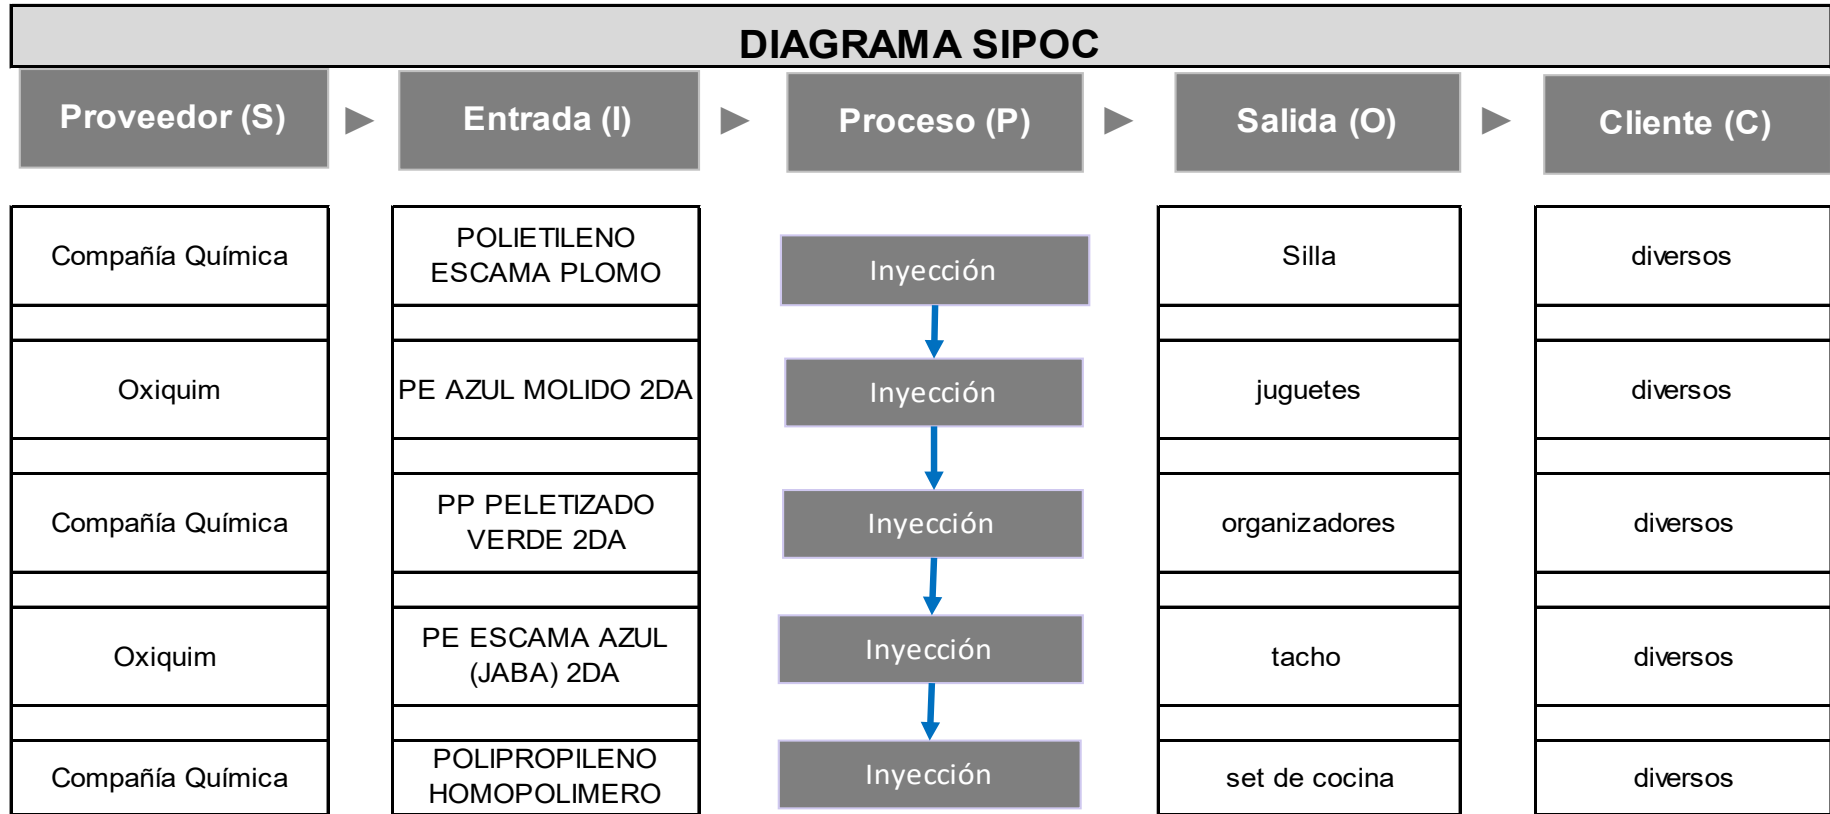 DIAGRAMA SIPOC
Proveedor (S)
Entrada (I)
Proceso (P)
Salida (O)
Cliente (C)
Compañía Química
POLIETILENO
ESCAMA PLOMO
Inyección
Silla
diversos
Oxiquim
PE AZUL MOLIDO 2DA
Inyección
juguetes
diversos
Compañía Química
PP PELETIZADO
VERDE 2DA
Inyección
organizadores
diversos
Oxiquim
PE ESCAMA AZUL
(JABA) 2DA
Inyección
tacho
diversos
Compañía Química
POLIPROPILENO
HOMOPOLIMERO
Inyección
set de cocina
diversos